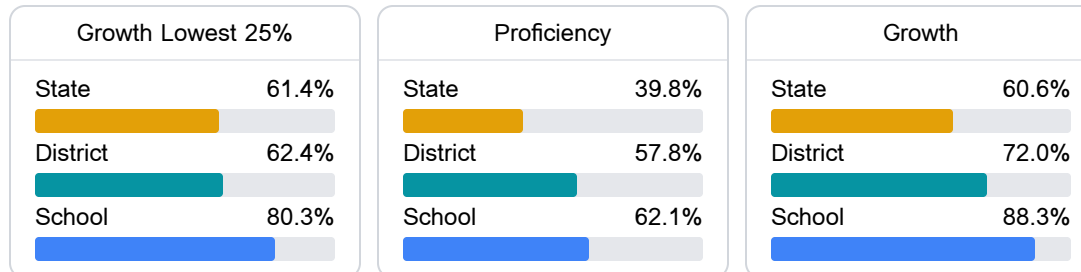 Growth Lowest 25%
State 61.4%
District 62.4%
School 80.3%
Proficiency
State 39.8%
District 57.8%
School 62.1%
Growth
State 60.6%
District 72.0%
School 88.3%